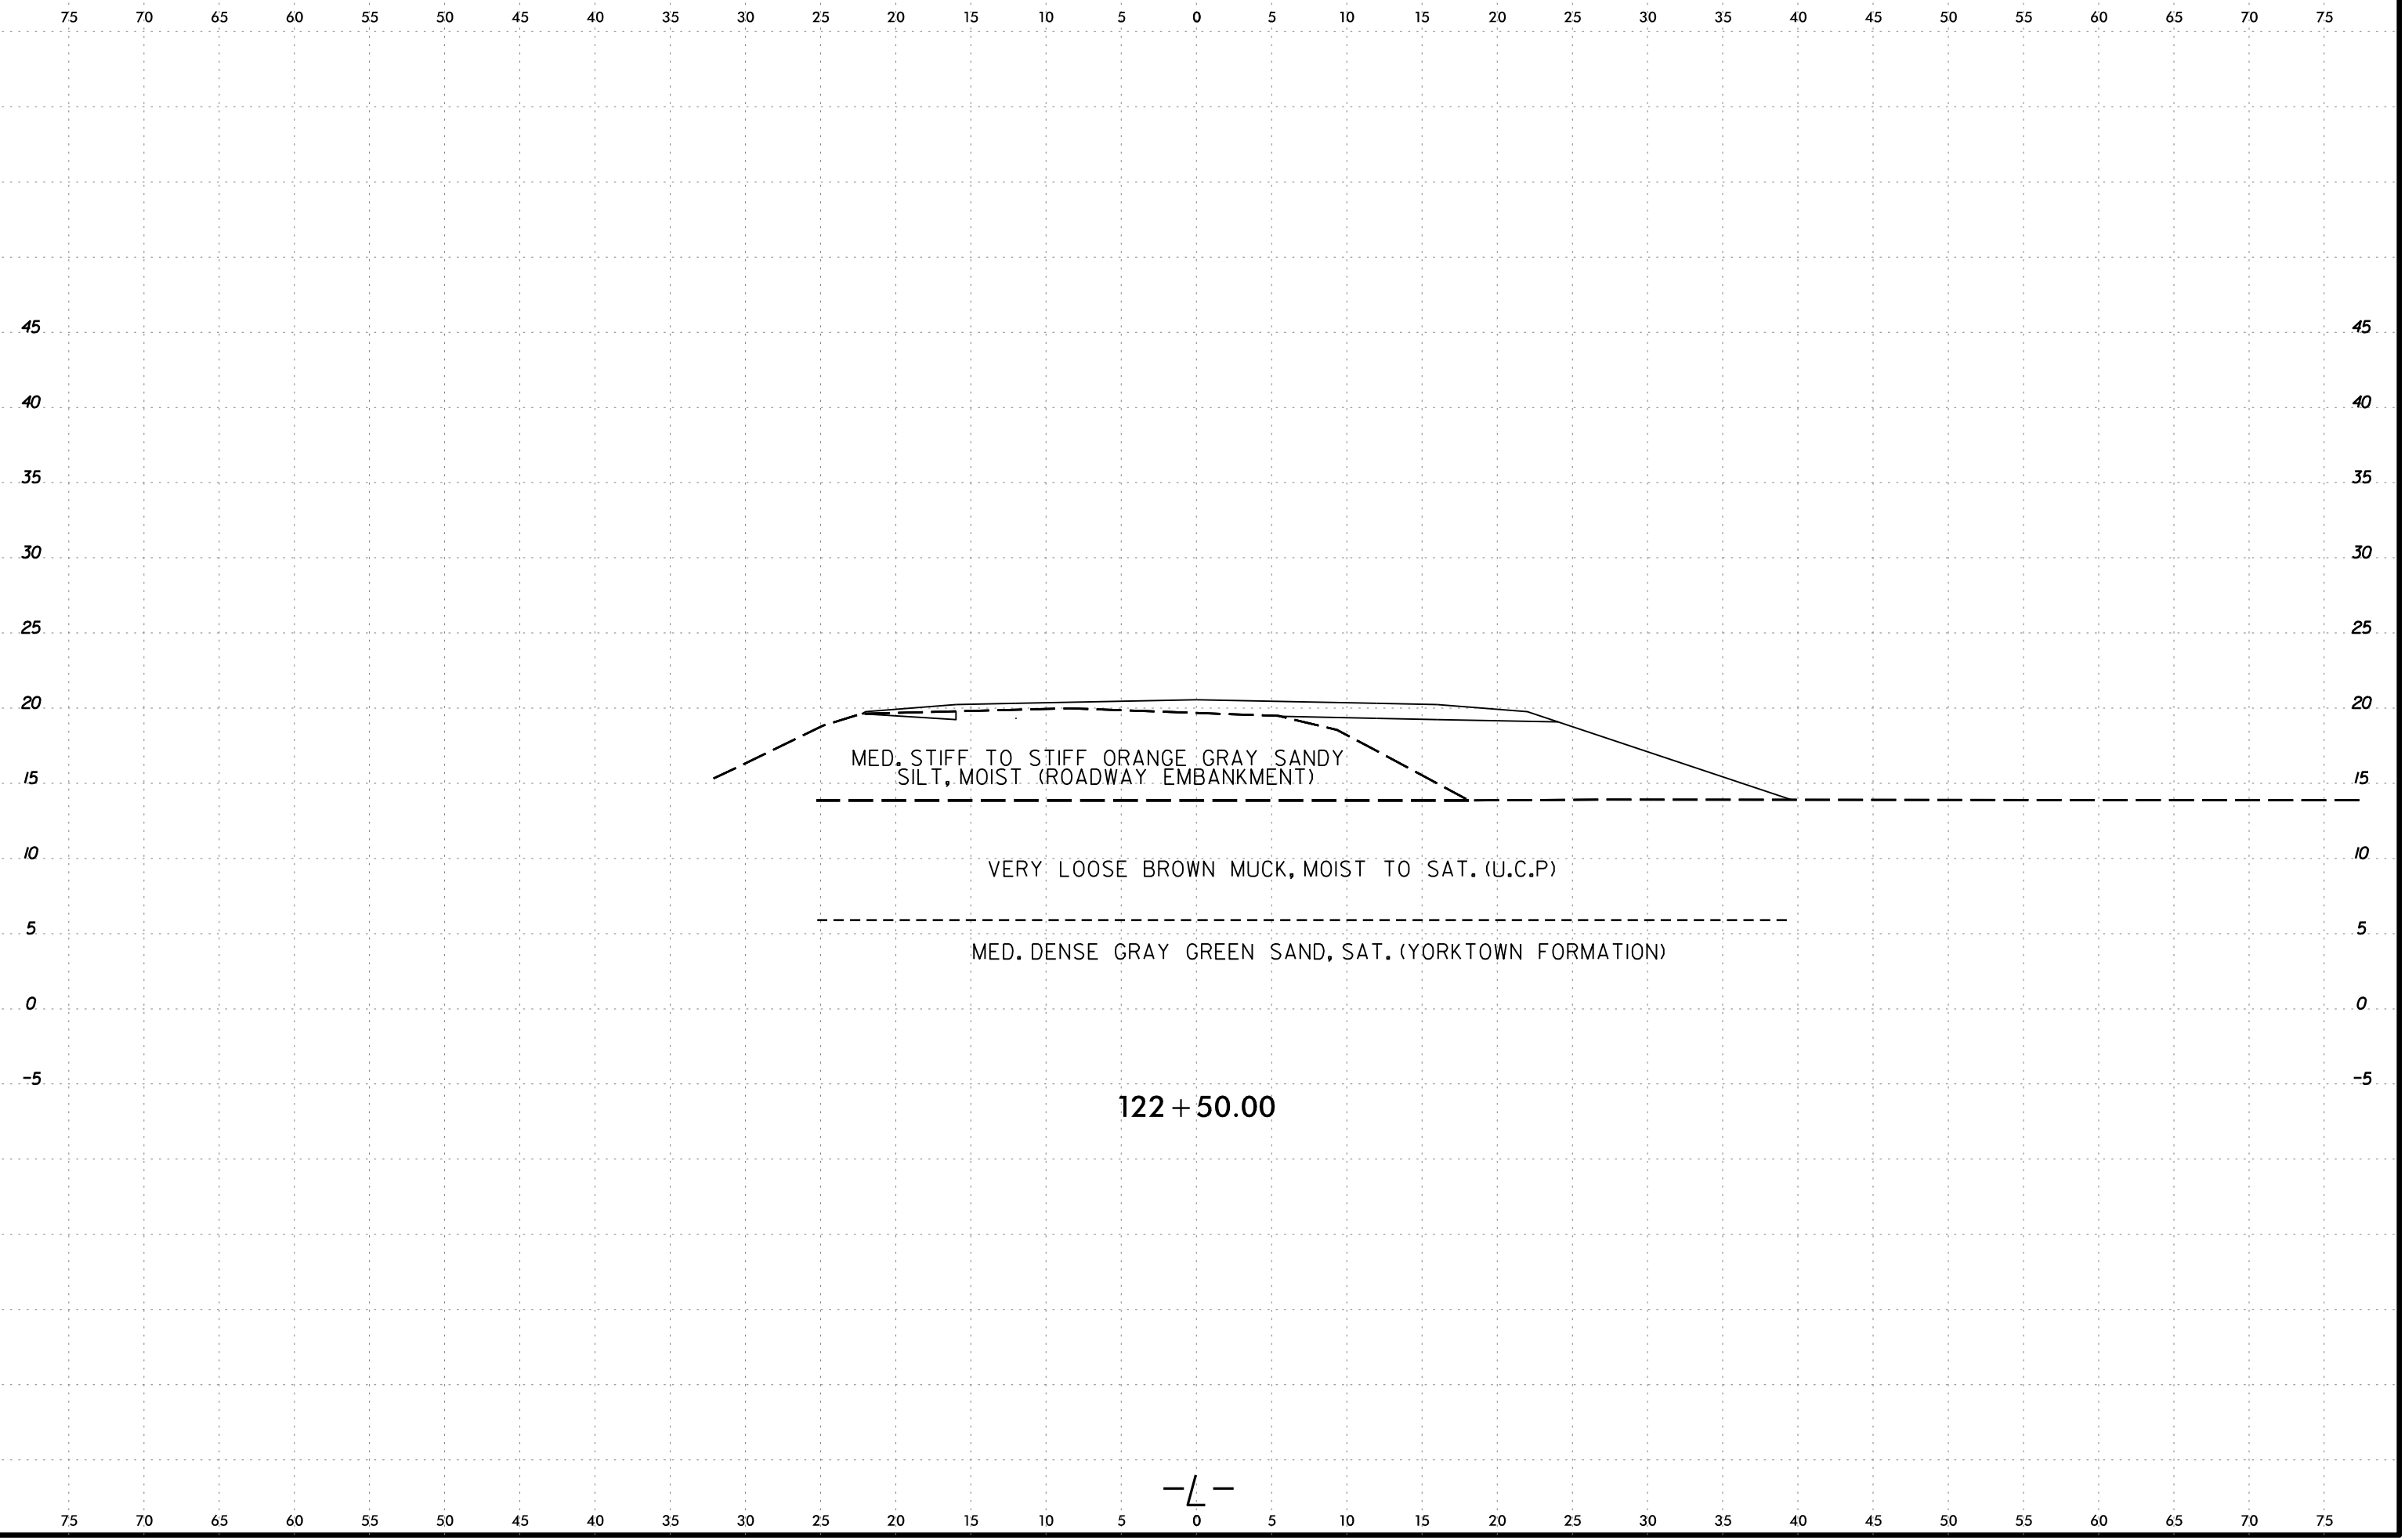 75 70 65 60 55 50 45 40 35 30 25 20 15 10 5 0 5 10 15 20 25 30 35 40 45 50 55 60 65 70 75
45 45
40 40
35 35
30 30
25 25
20 20
MED. STIFF TO STIFF ORANGE GRAY SANDY
15 SILT, MOIST (ROADWAY EMBANKMENT) 15
10 10
VERY LOOSE BROWN MUCK, MOIST TO SAT. (U.C.P)
5 5
MED. DENSE GRAY GREEN SAND, SAT. (YORKTOWN FORMATION)
0 0
-5 -5
122+50.00
-L-
75 70 65 60 55 50 45 40 35 30 25 20 15 10 5 0 5 10 15 20 25 30 35 40 45 50 55 60 65 70 75